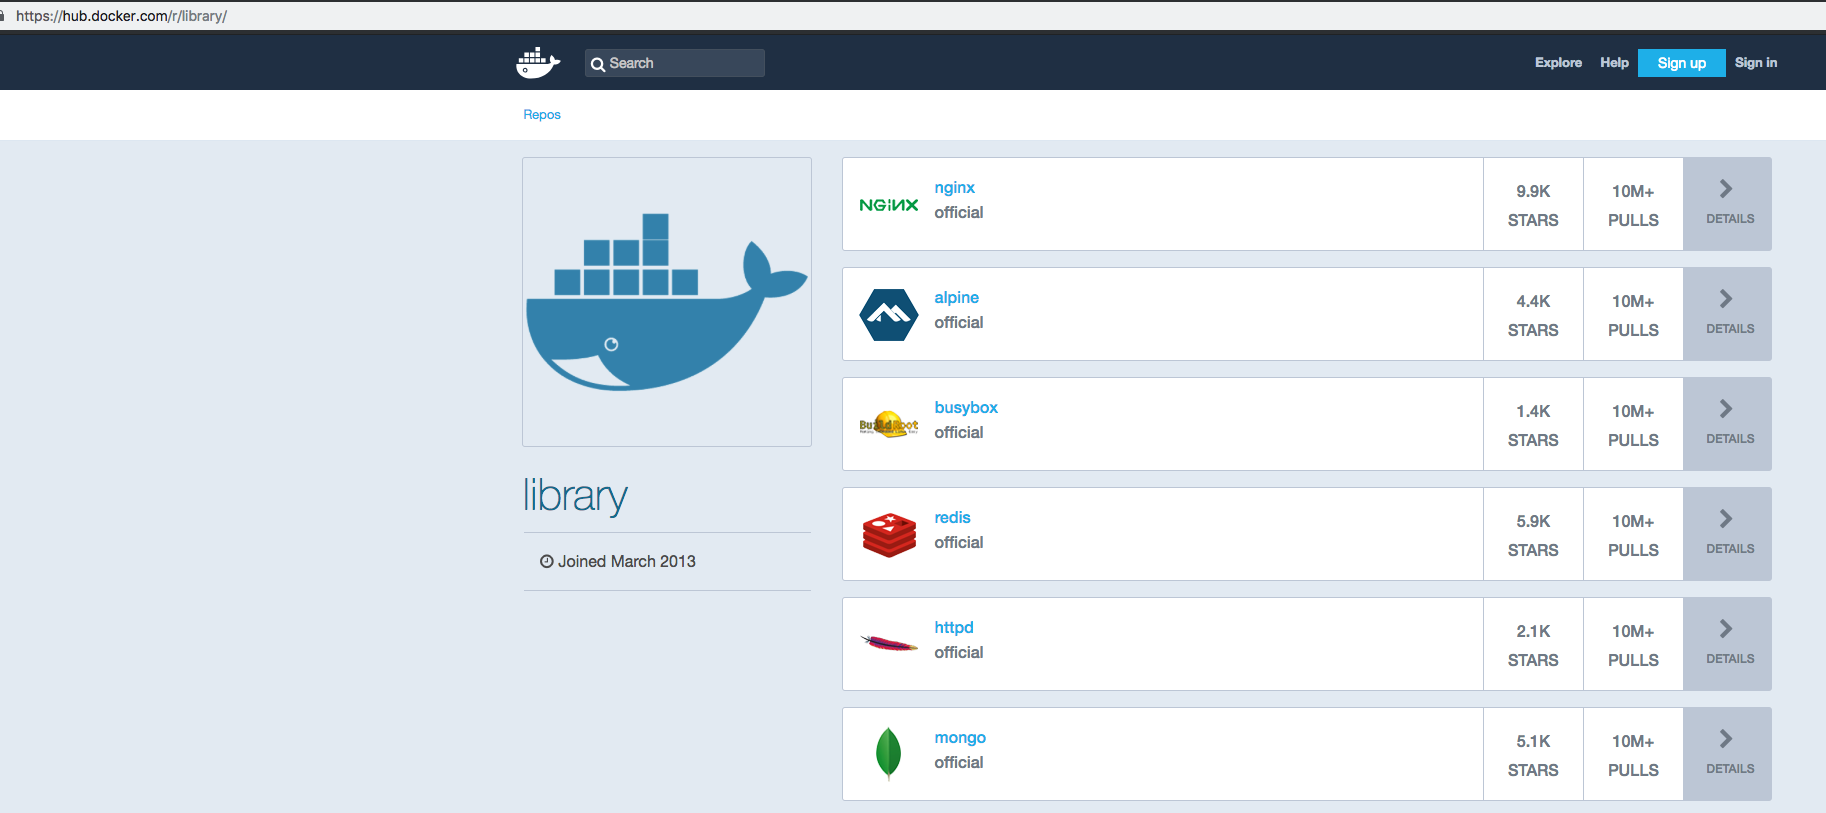 https://hub.docker.com/r/library/
Search
Explore Help Sign up Sign in
Repos
library
Joined March 2013
NGINX
nginx
official
9.9K
STARS
10M+
PULLS
DETAILS
alpine
official
4.4K
STARS
10M+
PULLS
DETAILS
BuildRoot
busybox
official
1.4K
STARS
10M+
PULLS
DETAILS
redis
official
5.9K
STARS
10M+
PULLS
DETAILS
httpd
official
2.1K
STARS
10M+
PULLS
DETAILS
mongo
official
5.1K
STARS
10M+
PULLS
DETAILS